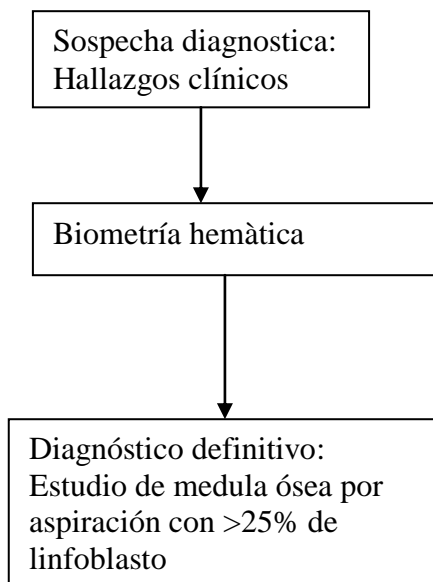 Sospecha diagnostica:
Hallazgos clínicos
Biometría hemàtica
Diagnóstico definitivo:
Estudio de medula ósea por
aspiración con >25% de
linfoblasto